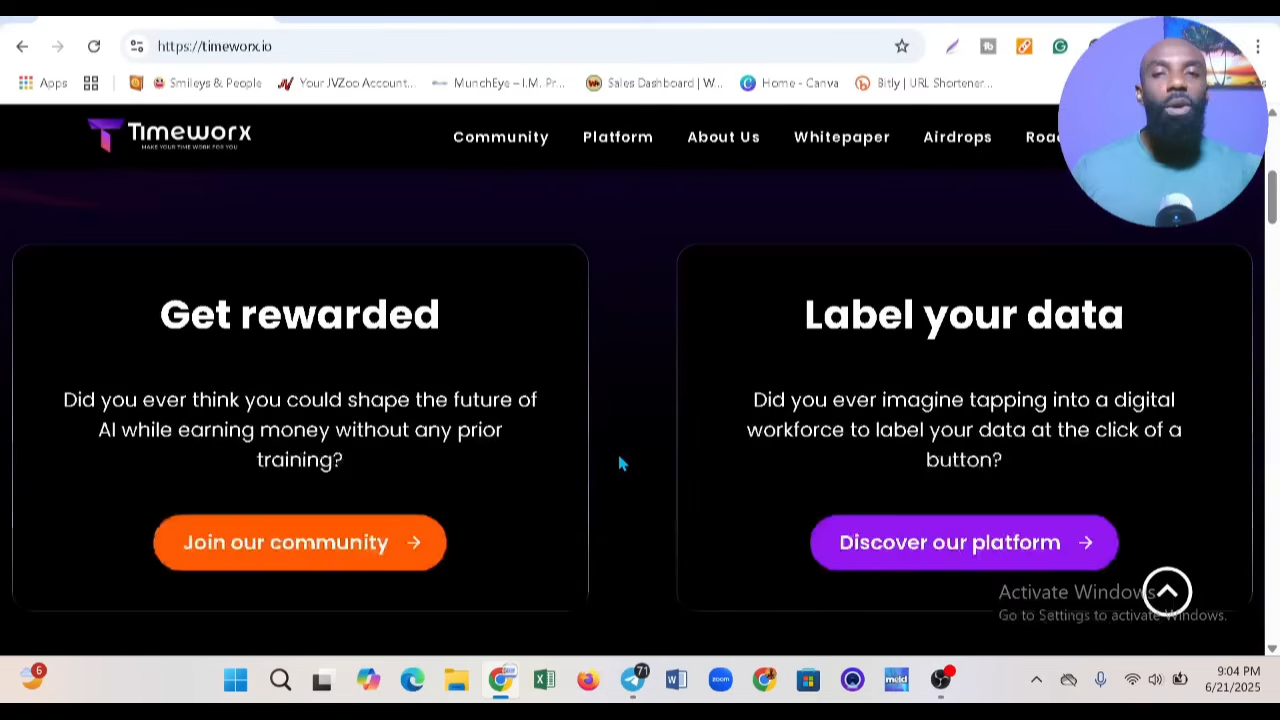 https://timeworx.io
Apps
Smileys & People
Your JVZoo Account...
MunchEye – I.M. Pr...
Sales Dashboard | W...
Home - Canva
Bitly | URL Shortener...
Timeworx
MAKE YOUR TIME WORK FOR YOU
Community
Platform
About Us
Whitepaper
Airdrops
Get rewarded
Did you ever think you could shape the future of
AI while earning money without any prior
training?
Join our community
Label your data
Did you ever imagine tapping into a digital
workforce to label your data at the click of a
button?
Discover our platform
Activate Windows
Go to Settings to activate Windows.
6
71
zoom
meld
9:04 PM
6/21/2025